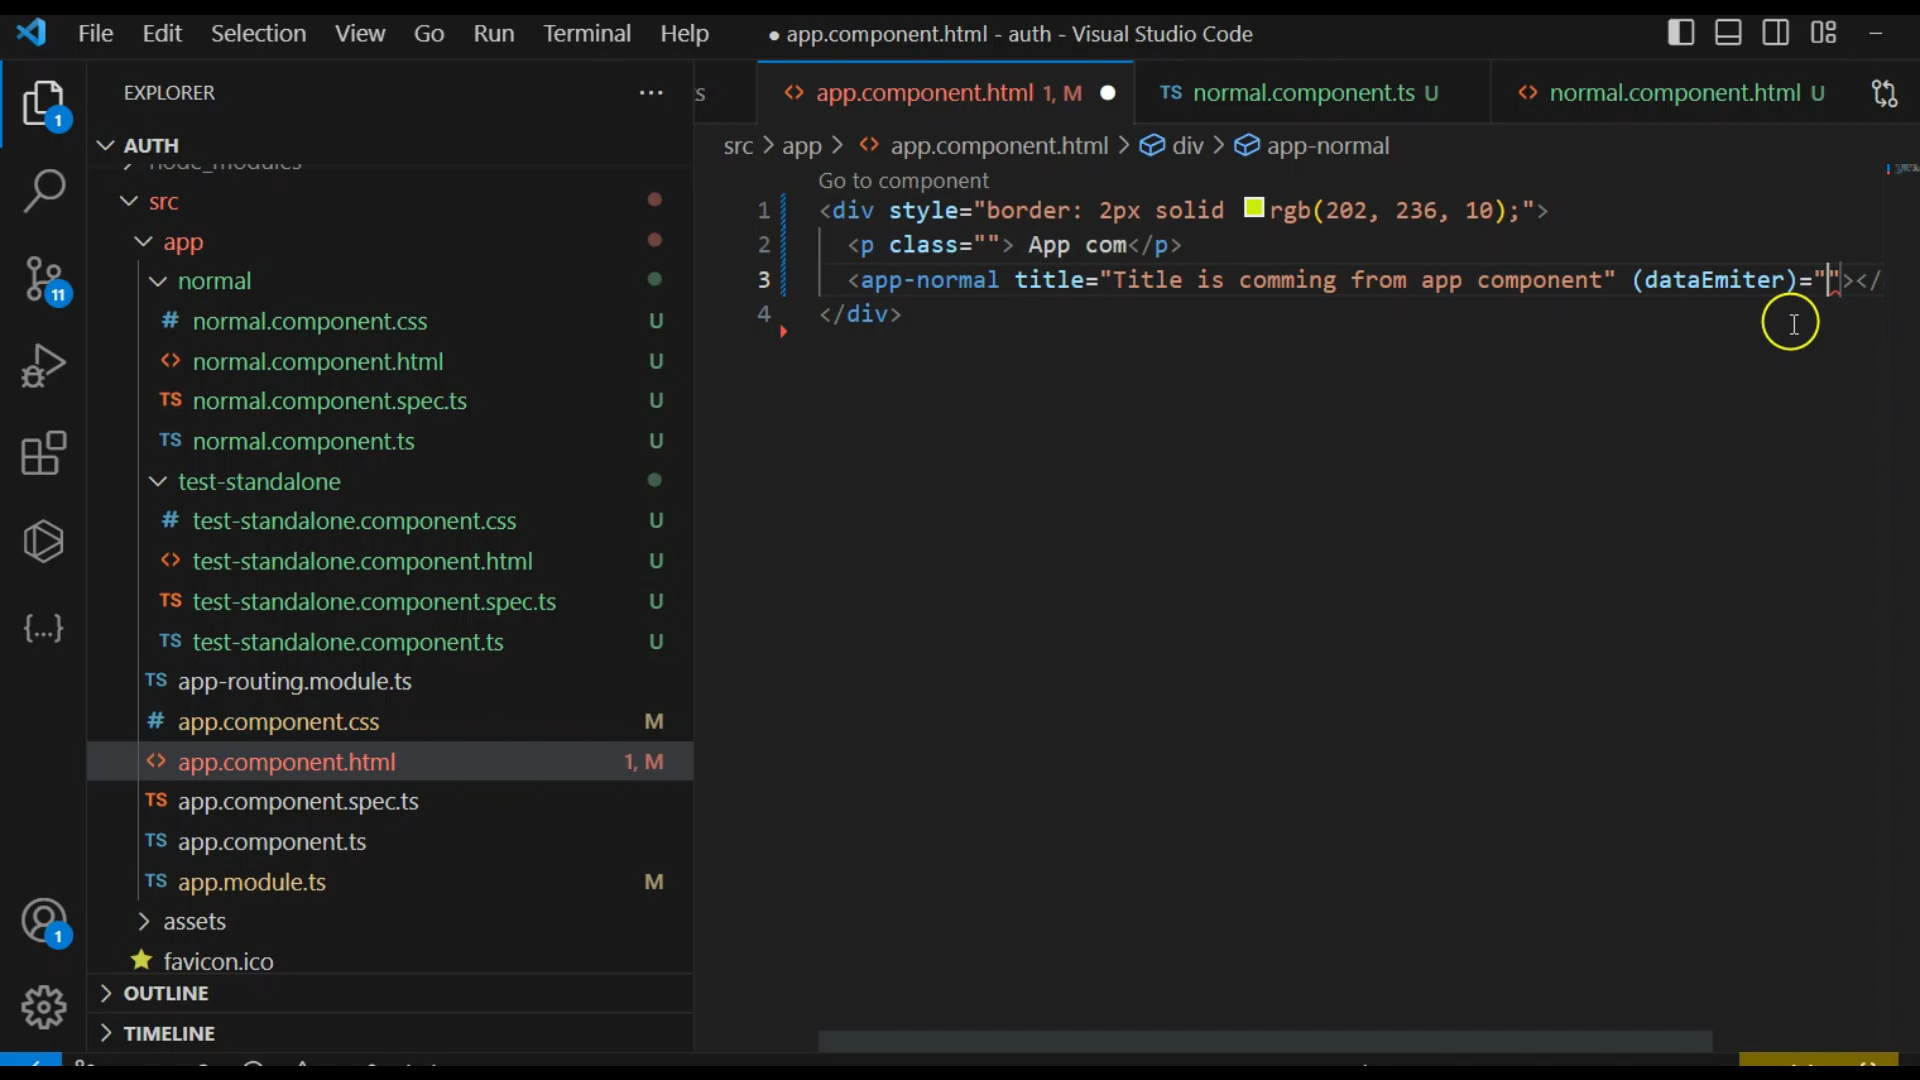 File Edit Selection View Go Run Terminal Help
● app.component.html - auth - Visual Studio Code
EXPLORER
...
app.component.html 1, M
TS normal.component.ts U
<> normal.component.html U
AUTH
src > app > <> app.component.html > div > app-normal
node_modules
src
app
normal
# normal.component.css U
<> normal.component.html U
TS normal.component.spec.ts U
TS normal.component.ts U
test-standalone
# test-standalone.component.css U
<> test-standalone.component.html U
TS test-standalone.component.spec.ts U
TS test-standalone.component.ts U
TS app-routing.module.ts
# app.component.css M
<> app.component.html 1, M
TS app.component.spec.ts
TS app.component.ts
TS app.module.ts M
assets
favicon.ico
OUTLINE
TIMELINE
1
11
{...}
1
Go to component
1 <div style="border: 2px solid rgb(202, 236, 10);">
2 <p class=""> App com</p>
3 <app-normal title="Title is comming from app component" (dataEmiter)=""></
4 </div>